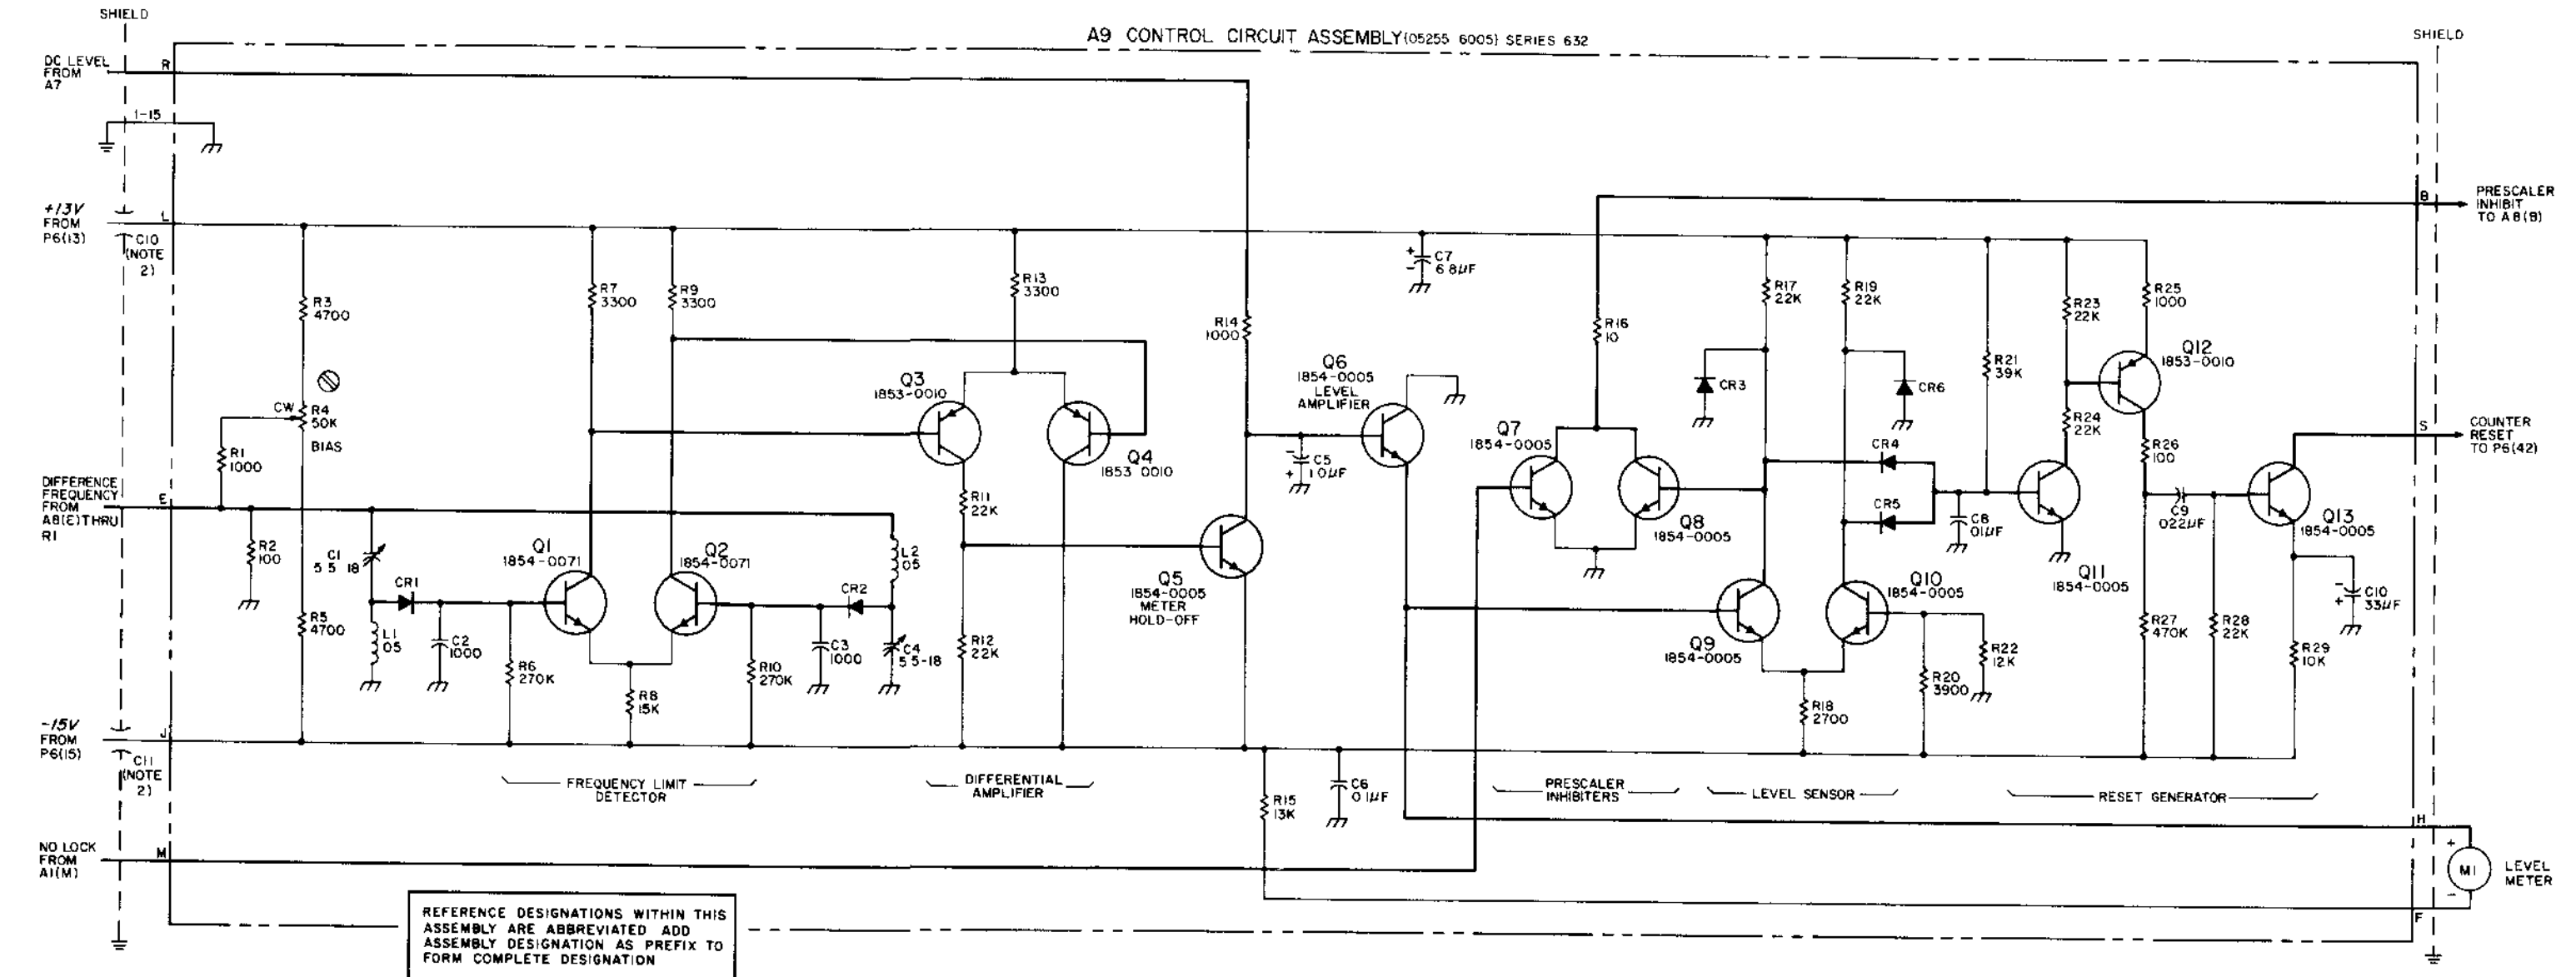 SHIELD
A9 CONTROL CIRCUIT ASSEMBLY(05255 6005) SERIES 632
SHIELD
DC LEVEL
FROM
A7
R
1-15
+13V
FROM
P6(13)
L
C10
(NOTE
2)
B
PRESCALER
INHIBIT
TO A8(B)
R3
4700
CW
R4
50K
BIAS
R1
1000
R7
3300
R9
3300
R13
3300
C7
6 8µF
R14
1000
R16
10
R17
22K
R19
22K
R21
39K
R23
22K
R25
1000
Q3
1853-0010
Q4
1853 0010
Q6
1854-0005
LEVEL
AMPLIFIER
Q7
1854-0005
CR3
CR6
CR4
CR5
R24
22K
Q12
1853-0010
R26
100
S
COUNTER
RESET
TO P6(42)
DIFFERENCE
FREQUENCY
FROM
A8(E)THRU
R1
E
R2
100
C1
5 5 18
CR1
L1
05
C2
1000
R5
4700
Q1
1854-0071
Q2
1854-0071
R6
270K
R8
15K
R10
270K
CR2
C3
1000
L2
05
C4
5 5-18
R11
22K
R12
22K
C5
1 0µF
Q5
1854-0005
METER
HOLD-OFF
Q8
1854-0005
Q9
1854-0005
Q10
1854-0005
C8
01µF
Q11
1854-0005
C9
022µF
Q13
1854-0005
C10
33µF
R18
2700
R20
3900
R22
12K
R27
470K
R28
22K
R29
10K
-15V
FROM
P6(15)
J
C11
(NOTE
2)
FREQUENCY LIMIT
DETECTOR
DIFFERENTIAL
AMPLIFIER
R15
13K
C6
0 1µF
PRESCALER
INHIBITERS
LEVEL SENSOR
RESET GENERATOR
H
NO LOCK
FROM
A1(M)
M
+
M1
-
LEVEL
METER
F
REFERENCE DESIGNATIONS WITHIN THIS
ASSEMBLY ARE ABBREVIATED ADD
ASSEMBLY DESIGNATION AS PREFIX TO
FORM COMPLETE DESIGNATION